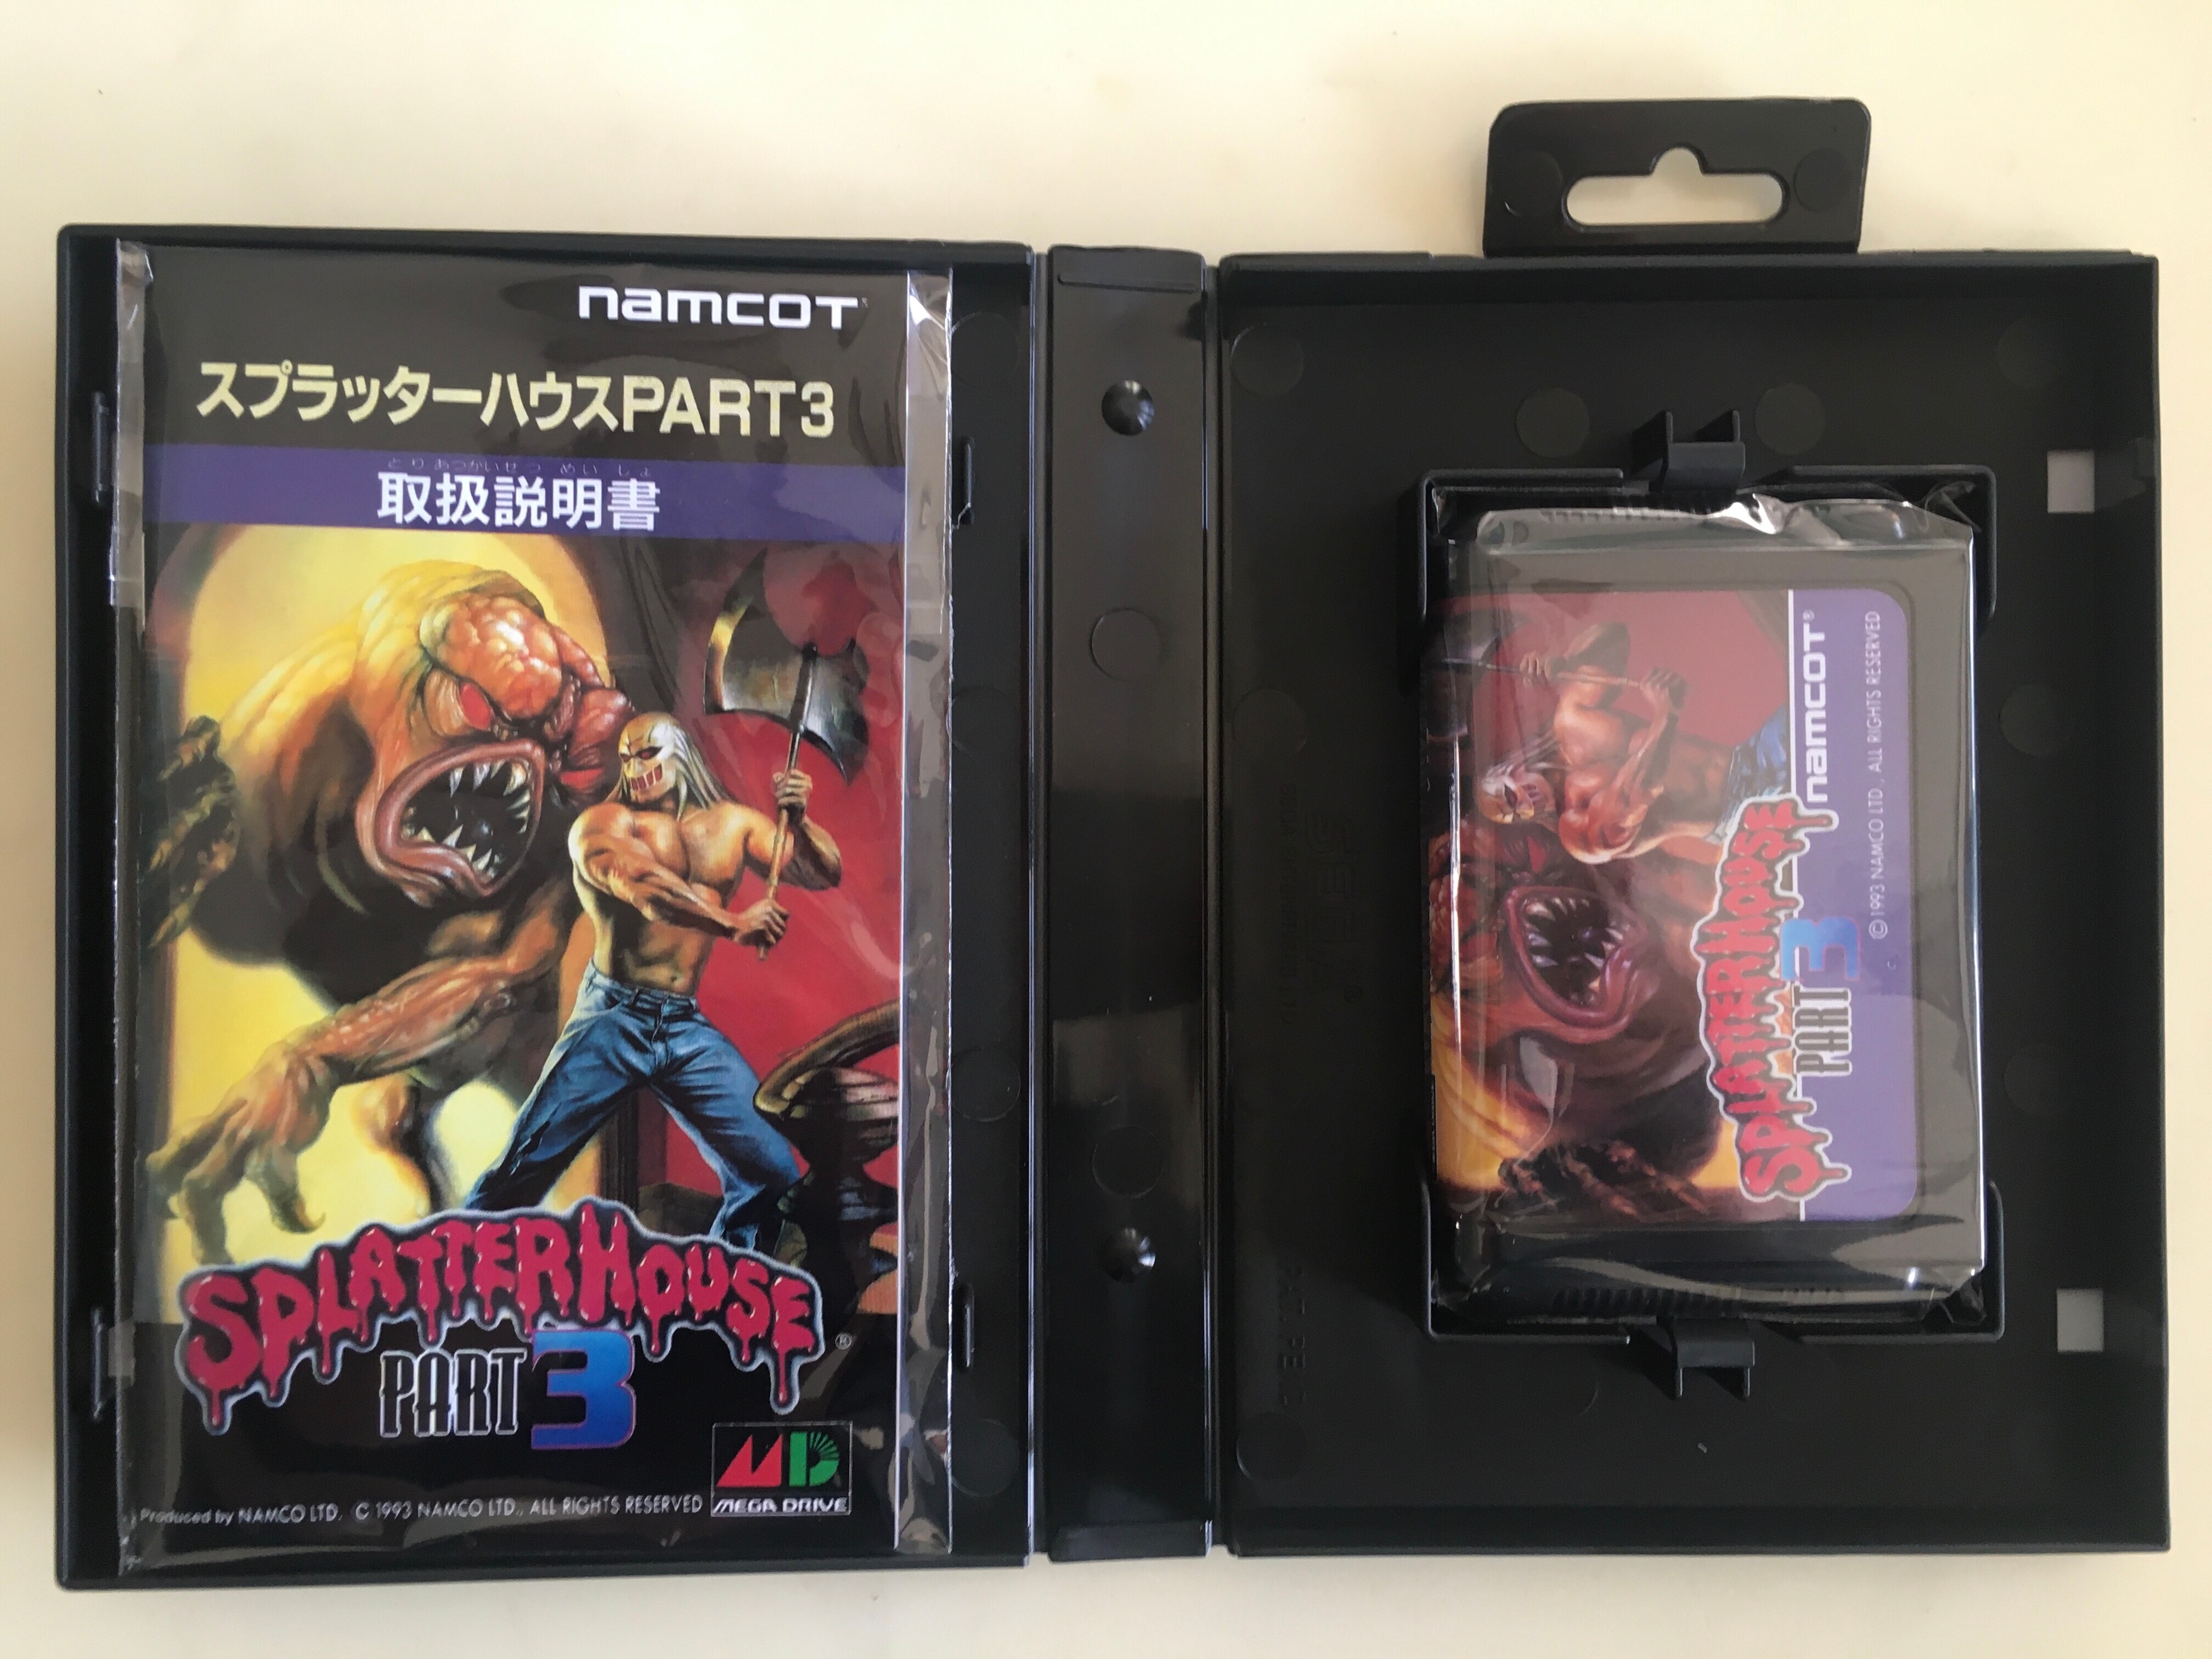 namcot
スプラッターハウスPART3
とりあつかいせつ めい しょ
取扱説明書
SPLATTERHOUSE
PART 3
®
MD
MEGA DRIVE
Produced by NAMCO LTD. © 1993 NAMCO LTD., ALL RIGHTS RESERVED
namcot®
SPLATTERHOUSE
PART 3
©1993 NAMCO LTD., ALL RIGHTS RESERVED
SEGA